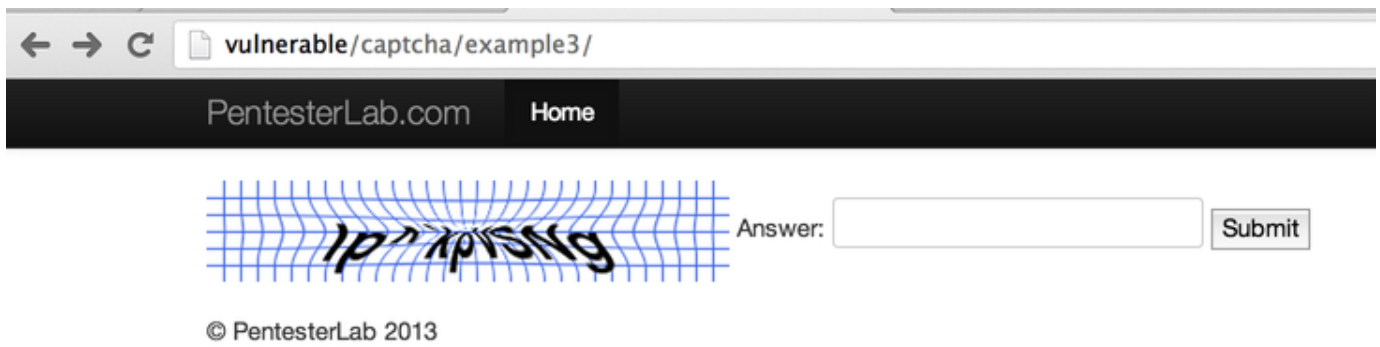 vulnerable/captcha/example3/
PentesterLab.com Home
Answer: Submit
© PentesterLab 2013